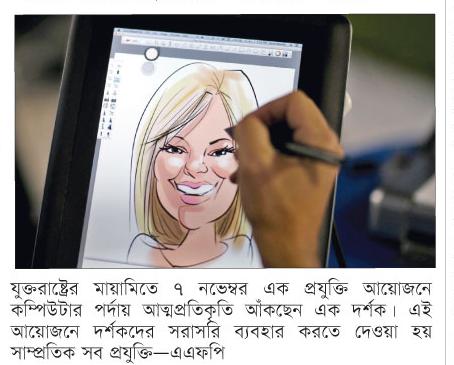 যুক্তরাষ্ট্রের মায়ামিতে ৭ নভেম্বর এক প্রযুক্তি আয়োজনে
কম্পিউটার পর্দায় আত্মপ্রতিকৃতি আঁকছেন এক দর্শক। এই
আয়োজনে দর্শকদের সরাসরি ব্যবহার করতে দেওয়া হয়
সাম্প্রতিক সব প্রযুক্তি—এএফপি